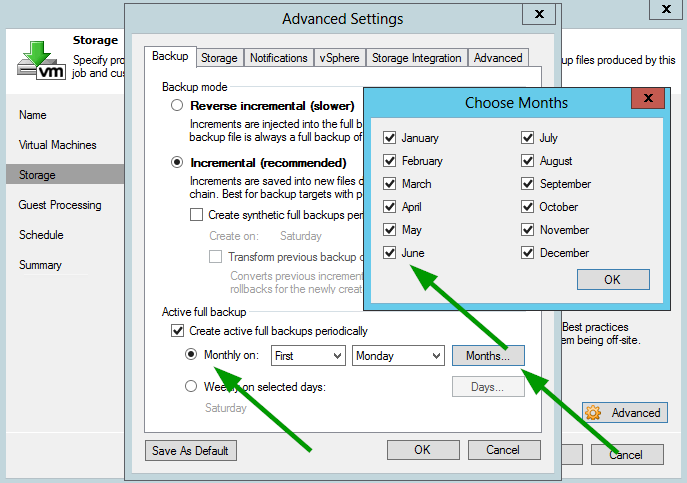 Advanced Settings
x
x
Storage
Specify pro
job and cus
up files produced by this
vm
Name
Virtual Machines
Storage
Guest Processing
Schedule
Summary
Backup Storage Notifications vSphere Storage Integration Advanced
Backup mode
Reverse incremental (slower)
Increments are injected into the full b
backup file is always a full backup of
Incremental (recommended)
Increments are saved into new files d
chain. Best for backup targets with p
Create synthetic full backups peri
Create on: Saturday
Transform previous backup c
Converts previous increment
rollbacks for the newly creat
Choose Months
x
January July
February August
March September
April October
May November
June December
OK
Active full backup
Create active full backups periodically
Monthly on: First Monday Months...
Weekly on selected days: Days...
Saturday
Best practices
em being off-site.
Advanced
Save As Default OK Cancel
Cancel